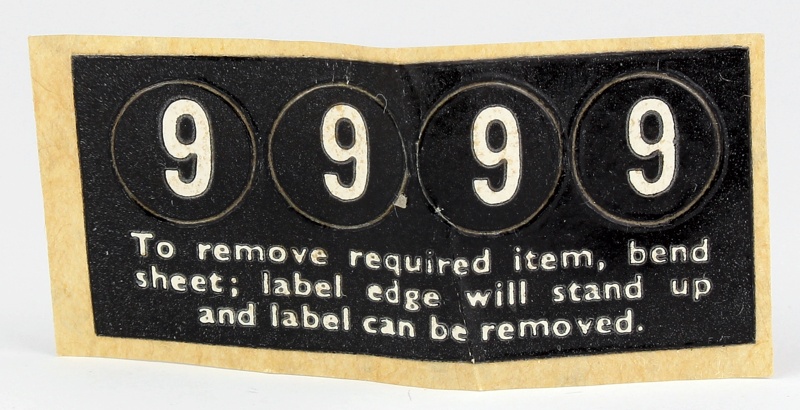 9 9 9 9
To remove required item, bend
sheet; label edge will stand up
and label can be removed.